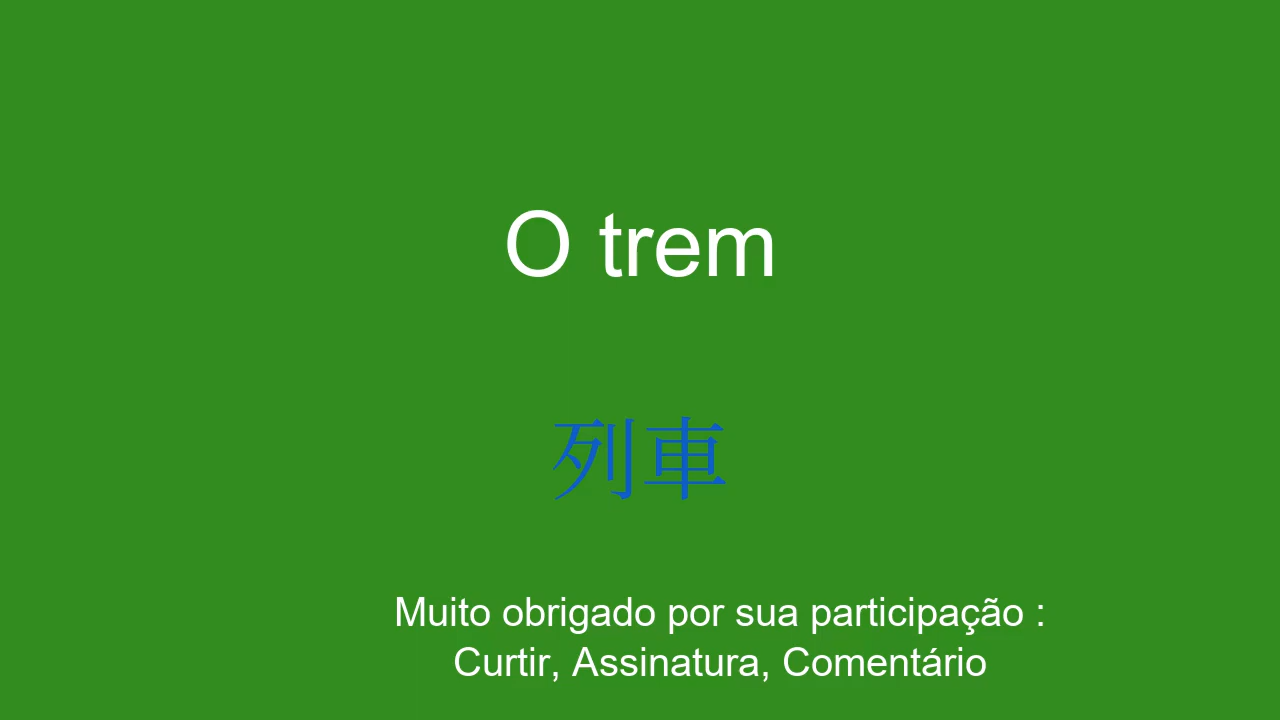 O trem
列車
Muito obrigado por sua participação :
Curtir, Assinatura, Comentário